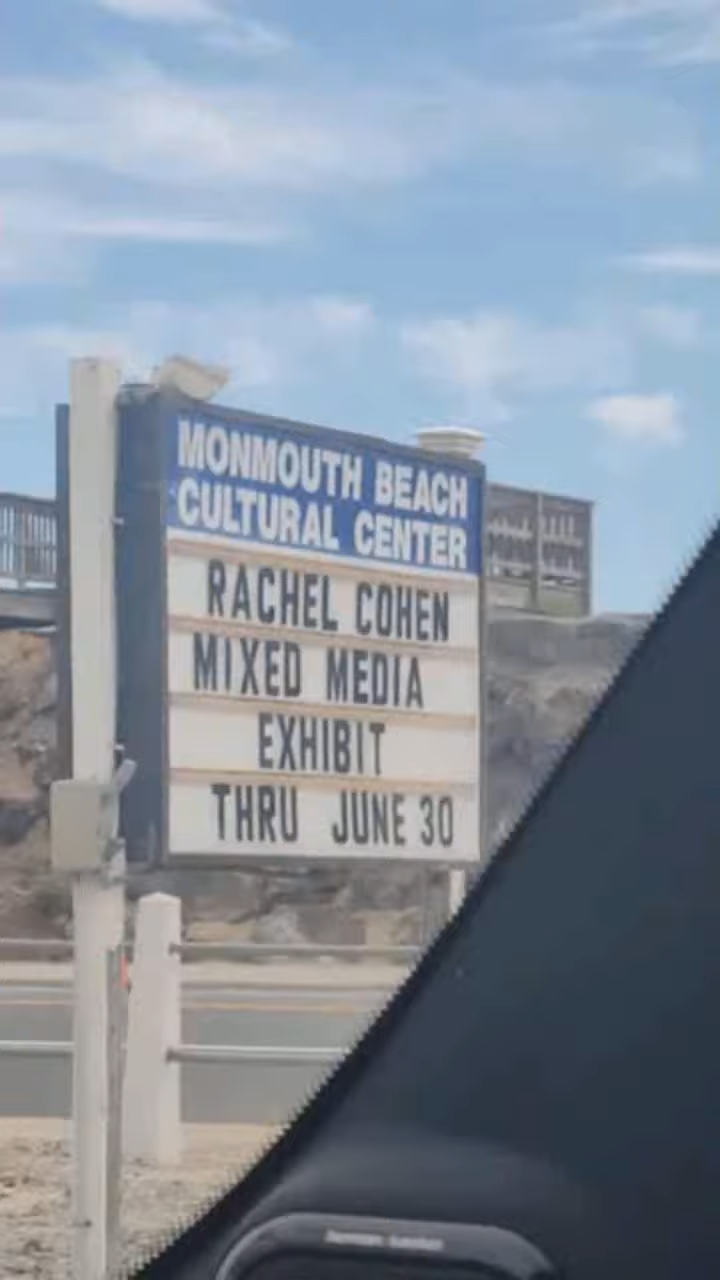 MONMOUTH BEACH
CULTURAL CENTER
RACHEL COHEN
MIXED MEDIA
EXHIBIT
THRU JUNE 30